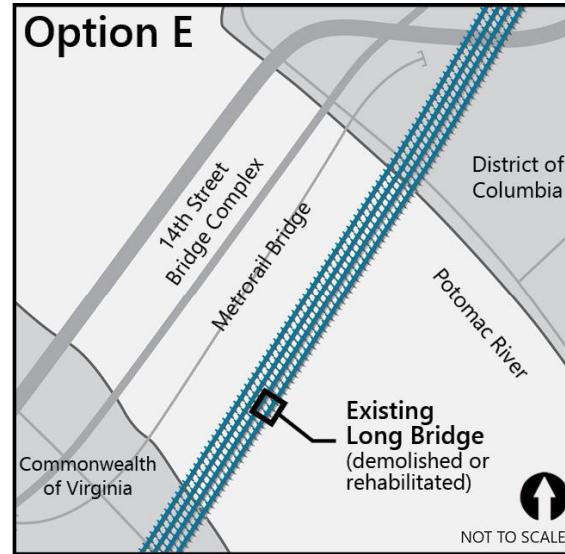 Option E
14th Street
Bridge Complex
Metrorail Bridge
District of
Columbia
Potomac River
Existing
Long Bridge
(demolished or
rehabilitated)
Commonwealth
of Virginia
NOT TO SCALE